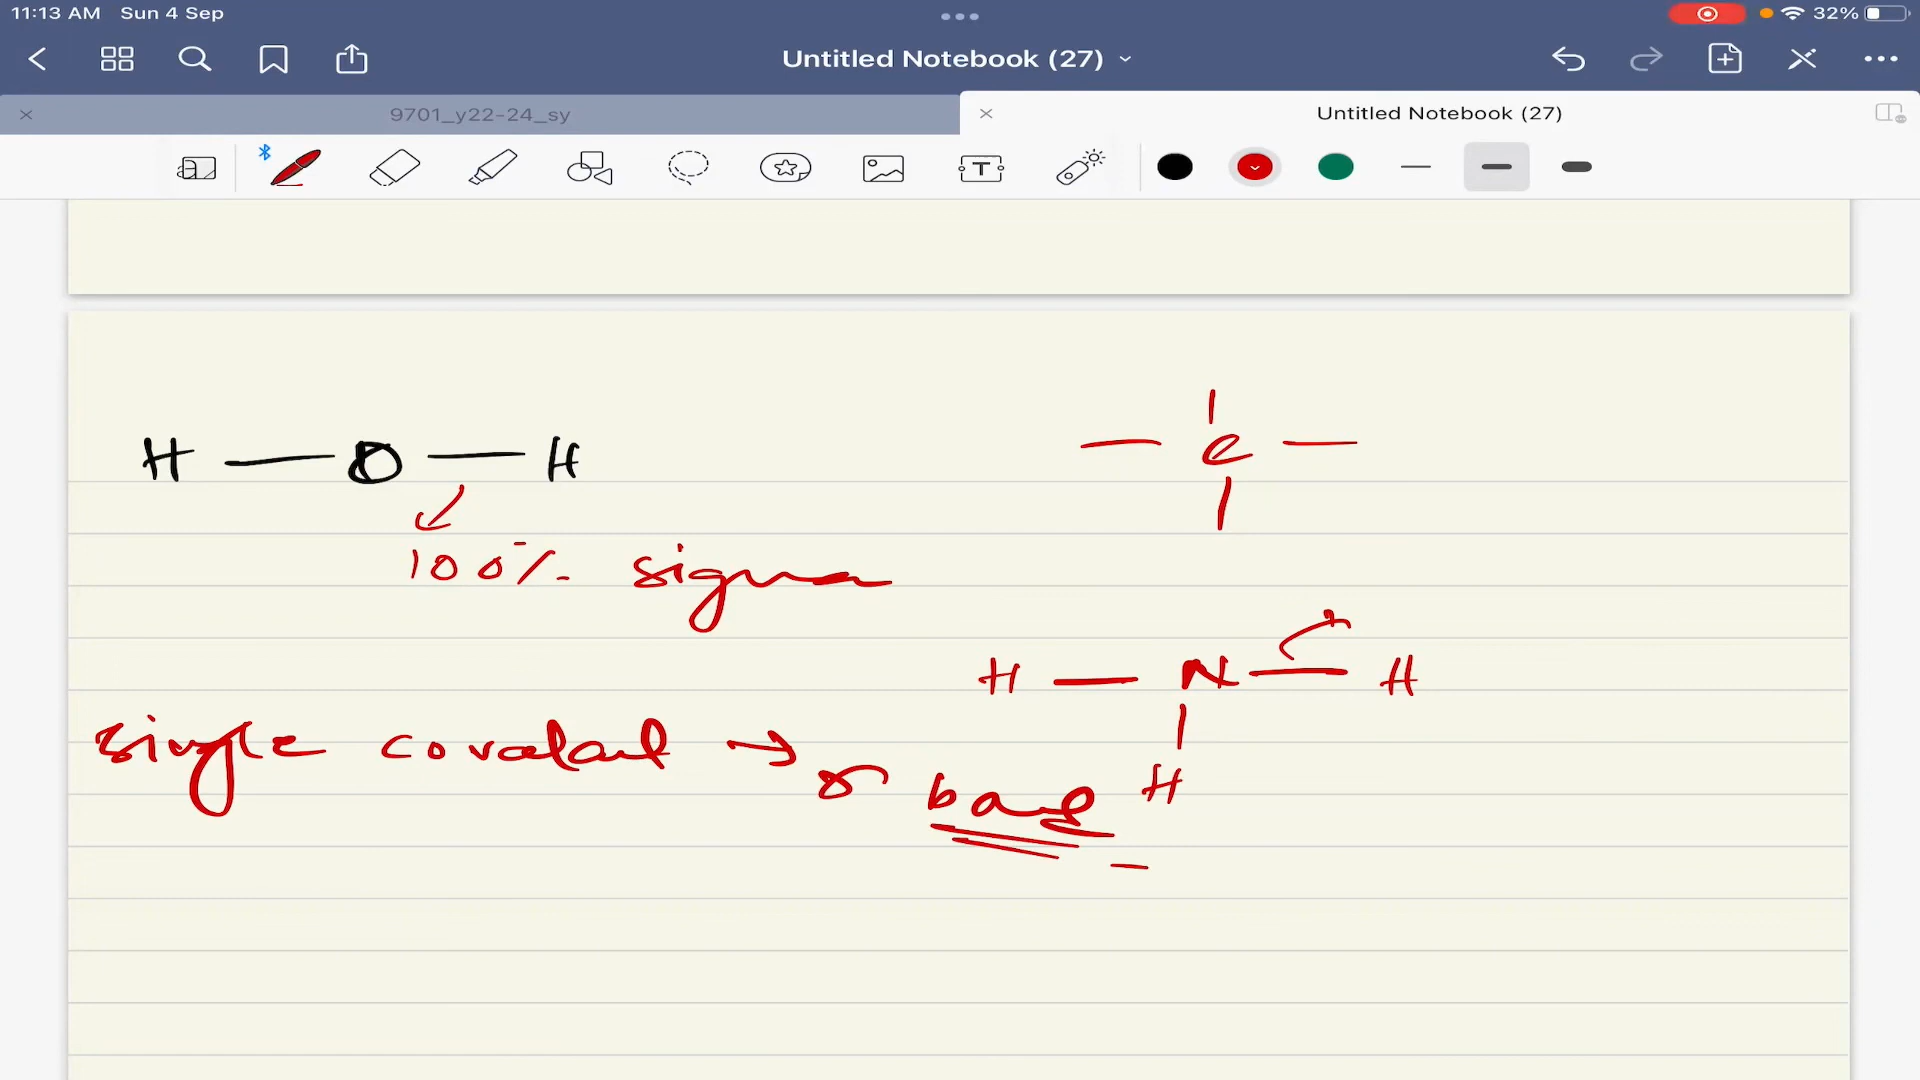 11:13 AM Sun 4 Sep
32%
Untitled Notebook (27)
9701_y22-24_sy
Untitled Notebook (27)
H — O — H
— C —
100% sigma
H — N — H
H
single covalent → σ bond